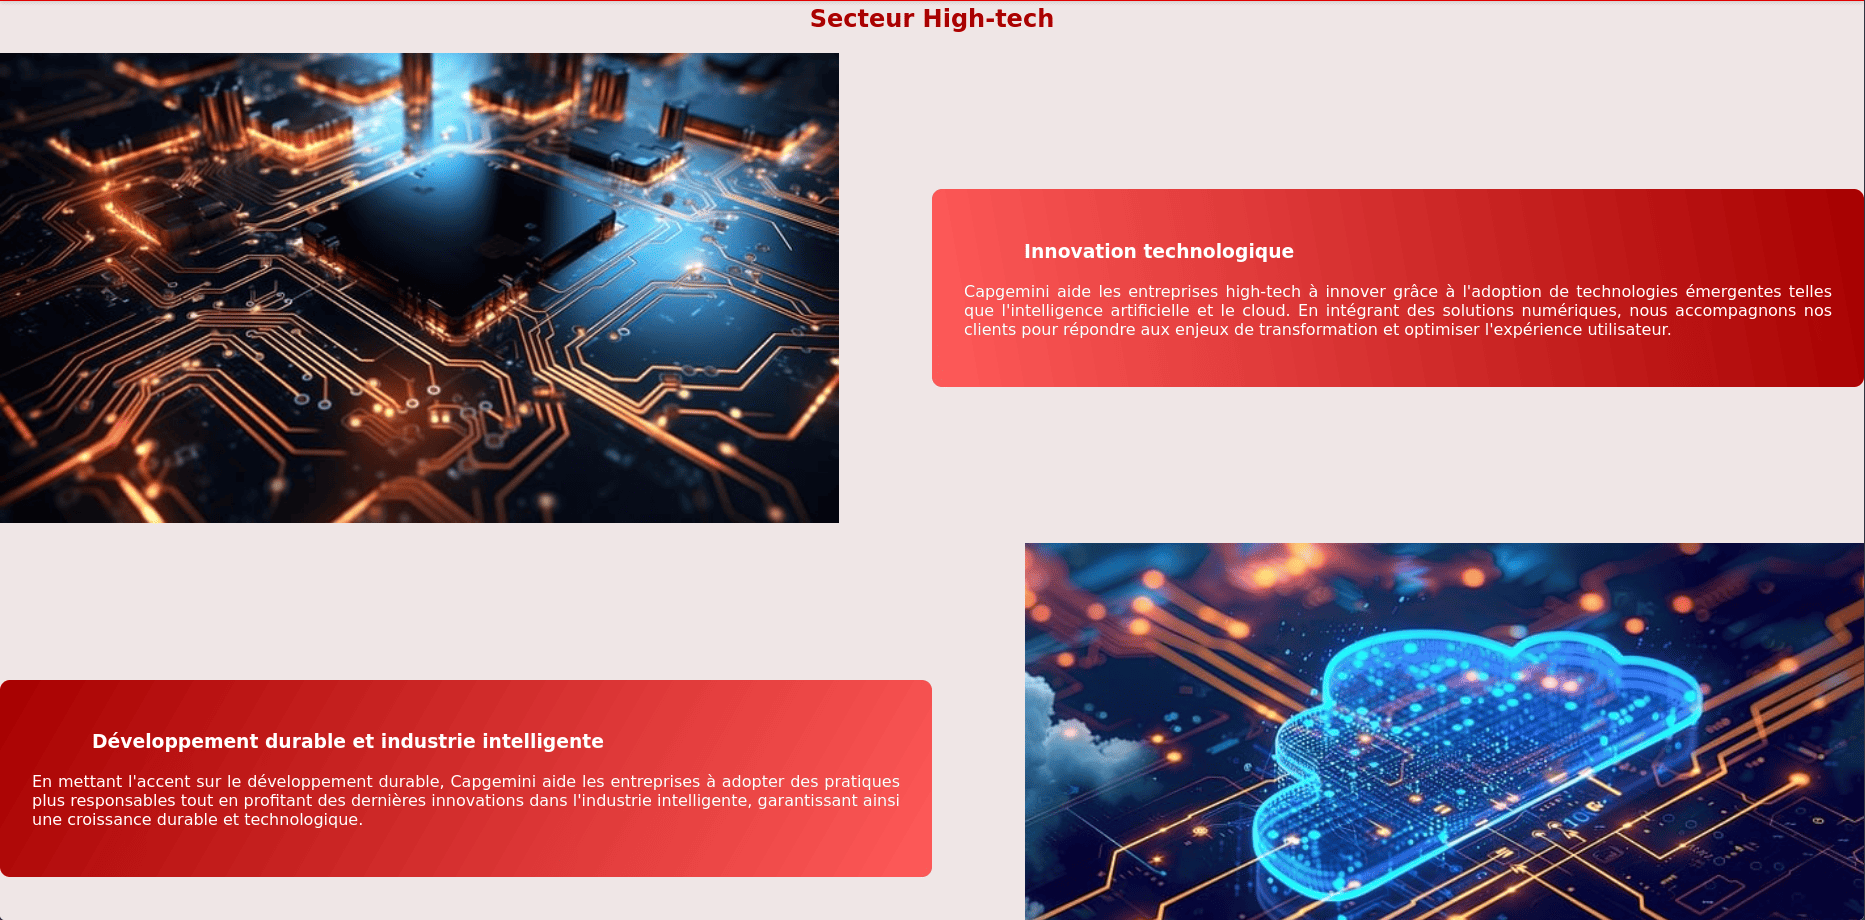 Secteur High-tech
Innovation technologique
Capgemini aide les entreprises high-tech à innover grâce à l'adoption de technologies émergentes telles
que l'intelligence artificielle et le cloud. En intégrant des solutions numériques, nous accompagnons nos
clients pour répondre aux enjeux de transformation et optimiser l'expérience utilisateur.
Développement durable et industrie intelligente
En mettant l'accent sur le développement durable, Capgemini aide les entreprises à adopter des pratiques
plus responsables tout en profitant des dernières innovations dans l'industrie intelligente, garantissant ainsi
une croissance durable et technologique.